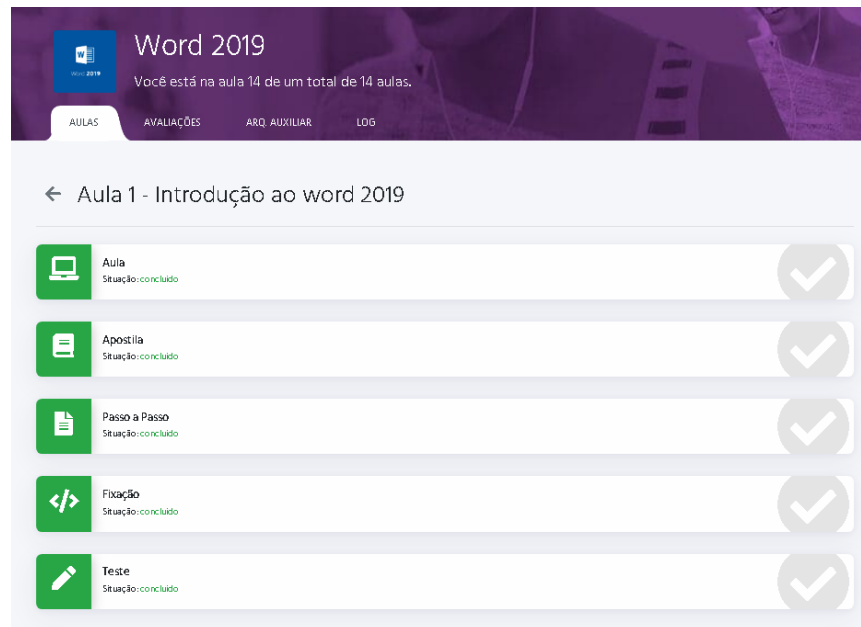 Word 2019
W
Word 2019
Você está na aula 14 de um total de 14 aulas.
AULAS
AVALIAÇÕES
ARQ. AUXILIAR
LOG
Aula 1 - Introdução ao word 2019
Aula
Situação: concluido
Apostila
Situação: concluido
Passo a Passo
Situação: concluido
Fixação
Situação: concluido
Teste
Situação: concluido